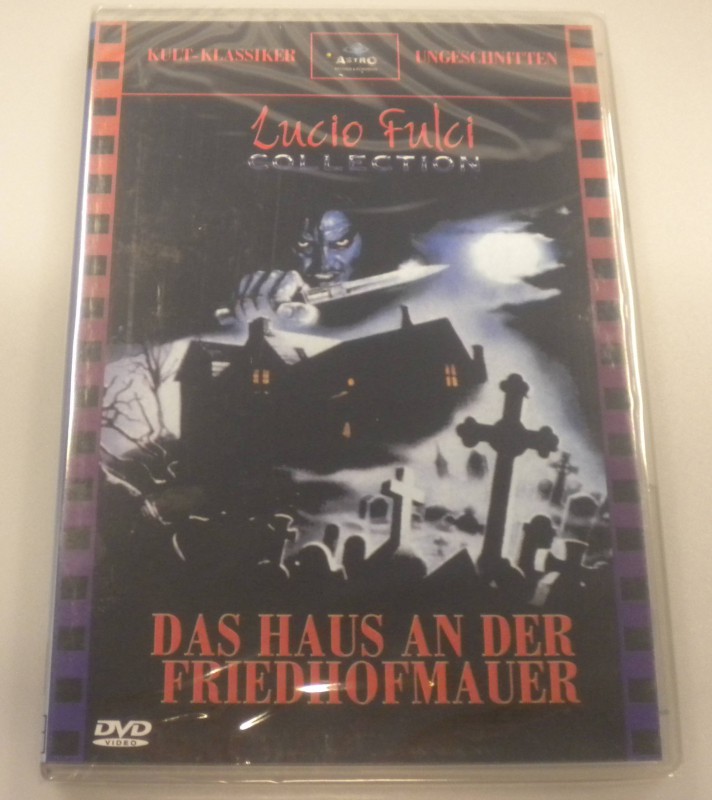 KULT-KLASSIKER ASTRO UNGESCHNITTEN
Lucio Fulci
COLLECTION
DAS HAUS AN DER
FRIEDHOFMAUER
DVD
VIDEO